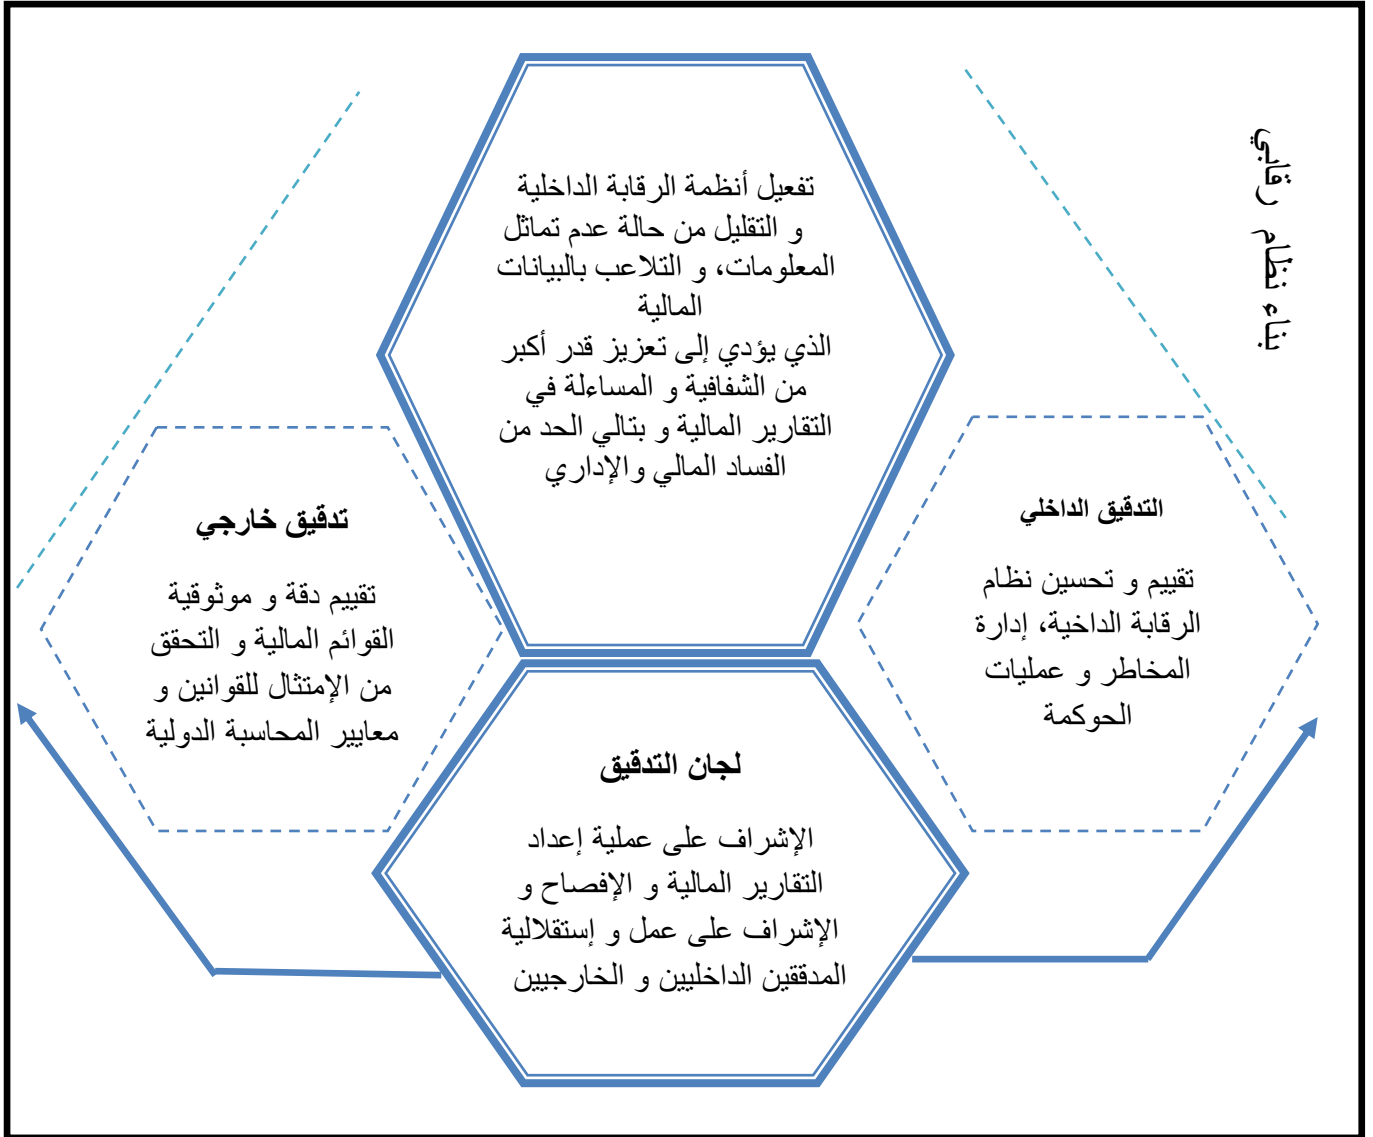 بناء نظام رقابي
تفعيل أنظمة الرقابة الداخلية
و التقليل من حالة عدم تماثل
المعلومات، و التلاعب بالبيانات
المالية
الذي يؤدي إلى تعزيز قدر أكبر
من الشفافية و المساءلة في
التقارير المالية و بتالي الحد من
الفساد المالي والإداري
التدقيق الداخلي
تقييم و تحسين نظام
الرقابة الداخية، إدارة
المخاطر و عمليات
الحوكمة
تدقيق خارجي
تقييم دقة و موثوقية
القوائم المالية و التحقق
من الإمتثال للقوانين و
معايير المحاسبة الدولية
لجان التدقيق
الإشراف على عملية إعداد
التقارير المالية و الإفصاح و
الإشراف على عمل و إستقلالية
المدققين الداخليين و الخارجيين